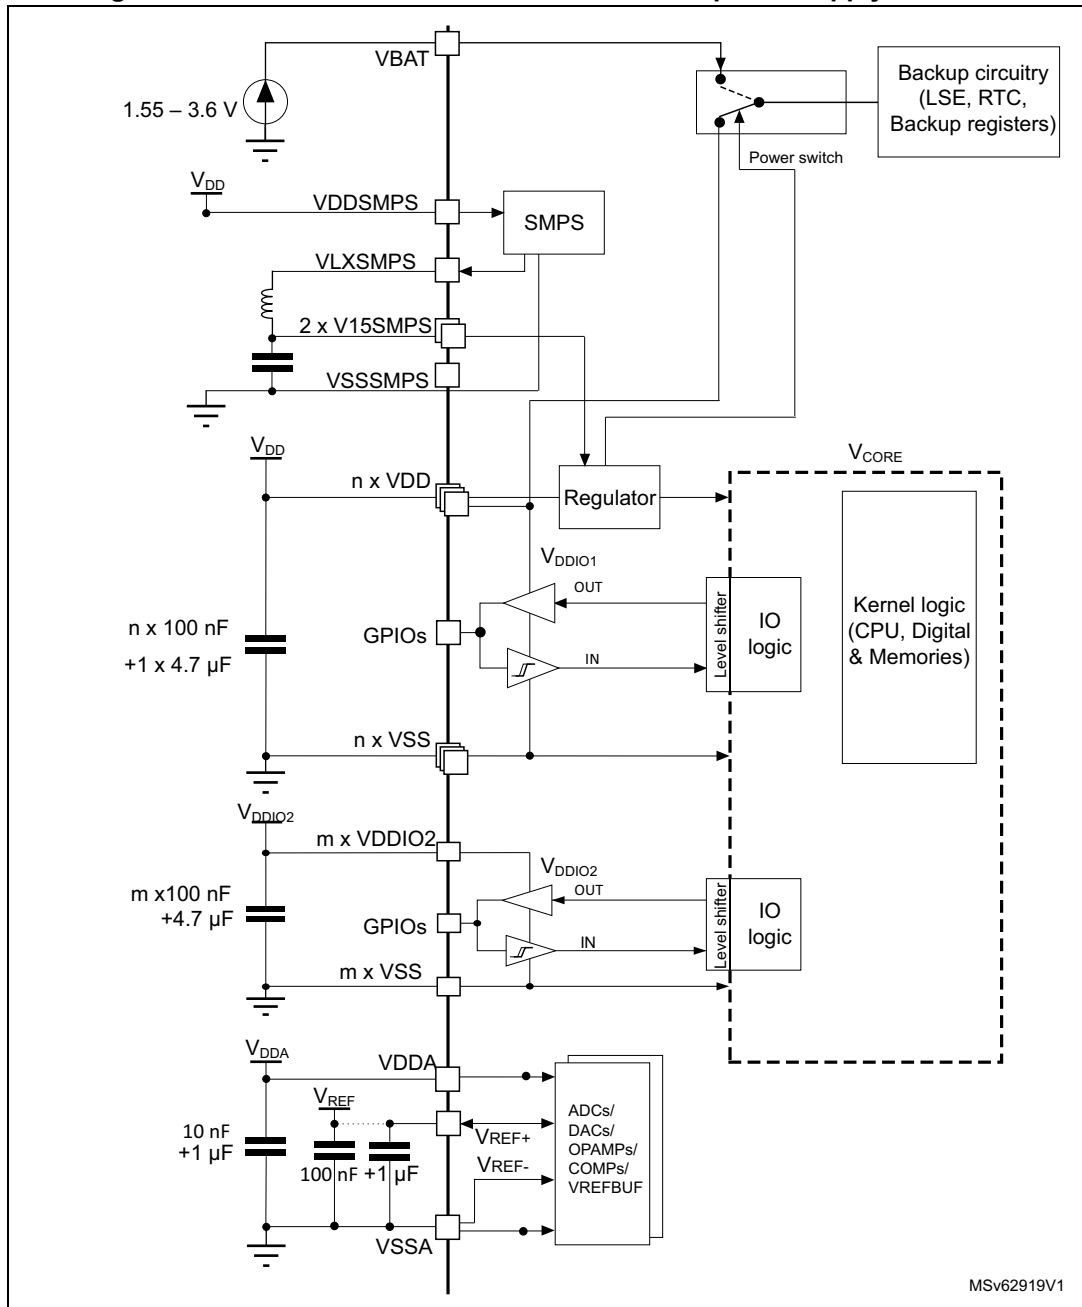 VBAT
1.55 – 3.6 V
Backup circuitry
(LSE, RTC,
Backup registers)
Power switch
VDD
VDDSMPS
SMPS
VLXSMPS
2 x V15SMPS
VSSSMPS
VDD
n x VDD
Regulator
VCORE
VDDIO1
OUT
GPIOs
IN
Level shifter
IO
logic
Kernel logic
(CPU, Digital
& Memories)
n x 100 nF
+1 x 4.7 µF
n x VSS
VDDIO2
m x VDDIO2
VDDIO2
OUT
m x100 nF
+4.7 µF
GPIOs
IN
Level shifter
IO
logic
m x VSS
VDDA
VDDA
VREF
10 nF
+1 µF
100 nF
+1 µF
VREF+
VREF-
ADCs/
DACs/
OPAMPs/
COMPs/
VREFBUF
VSSA
MSv62919V1